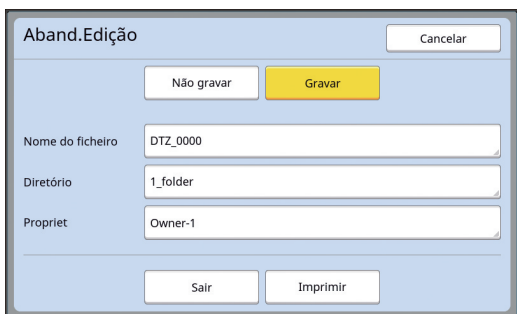 Aband.Edição
Cancelar
Não gravar
Gravar
Nome do ficheiro
DTZ_0000
Diretório
1_folder
Propriet
Owner-1
Sair
Imprimir